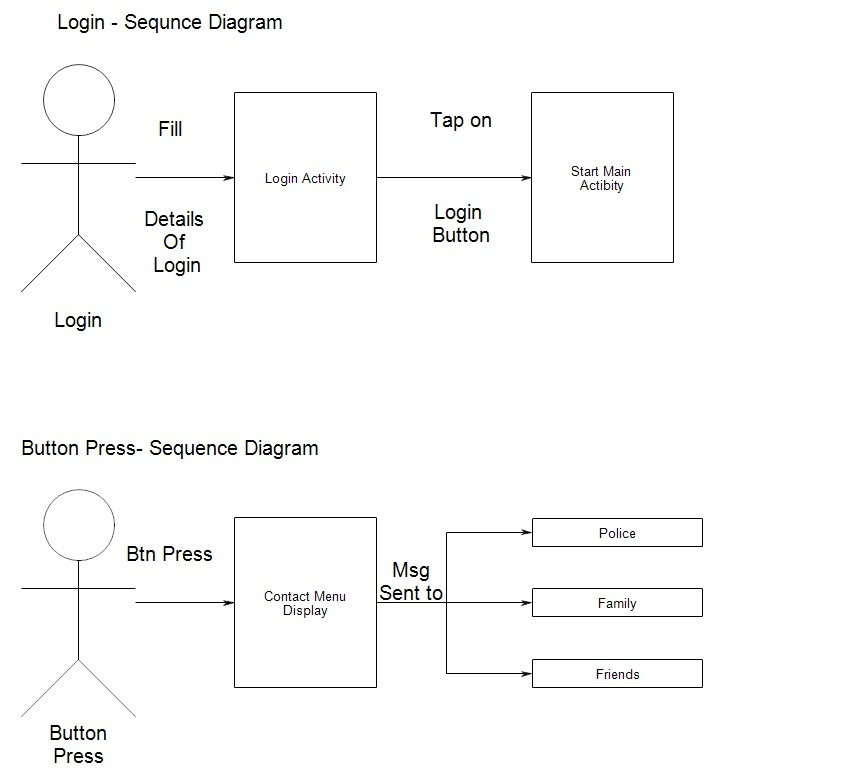 Login - Sequnce Diagram
Fill
Details
Of
Login
Login Activity
Tap on
Login
Button
Start Main
Actibity
Login
Button Press- Sequence Diagram
Btn Press
Contact Menu
Display
Msg
Sent to
Police
Family
Friends
Button
Press